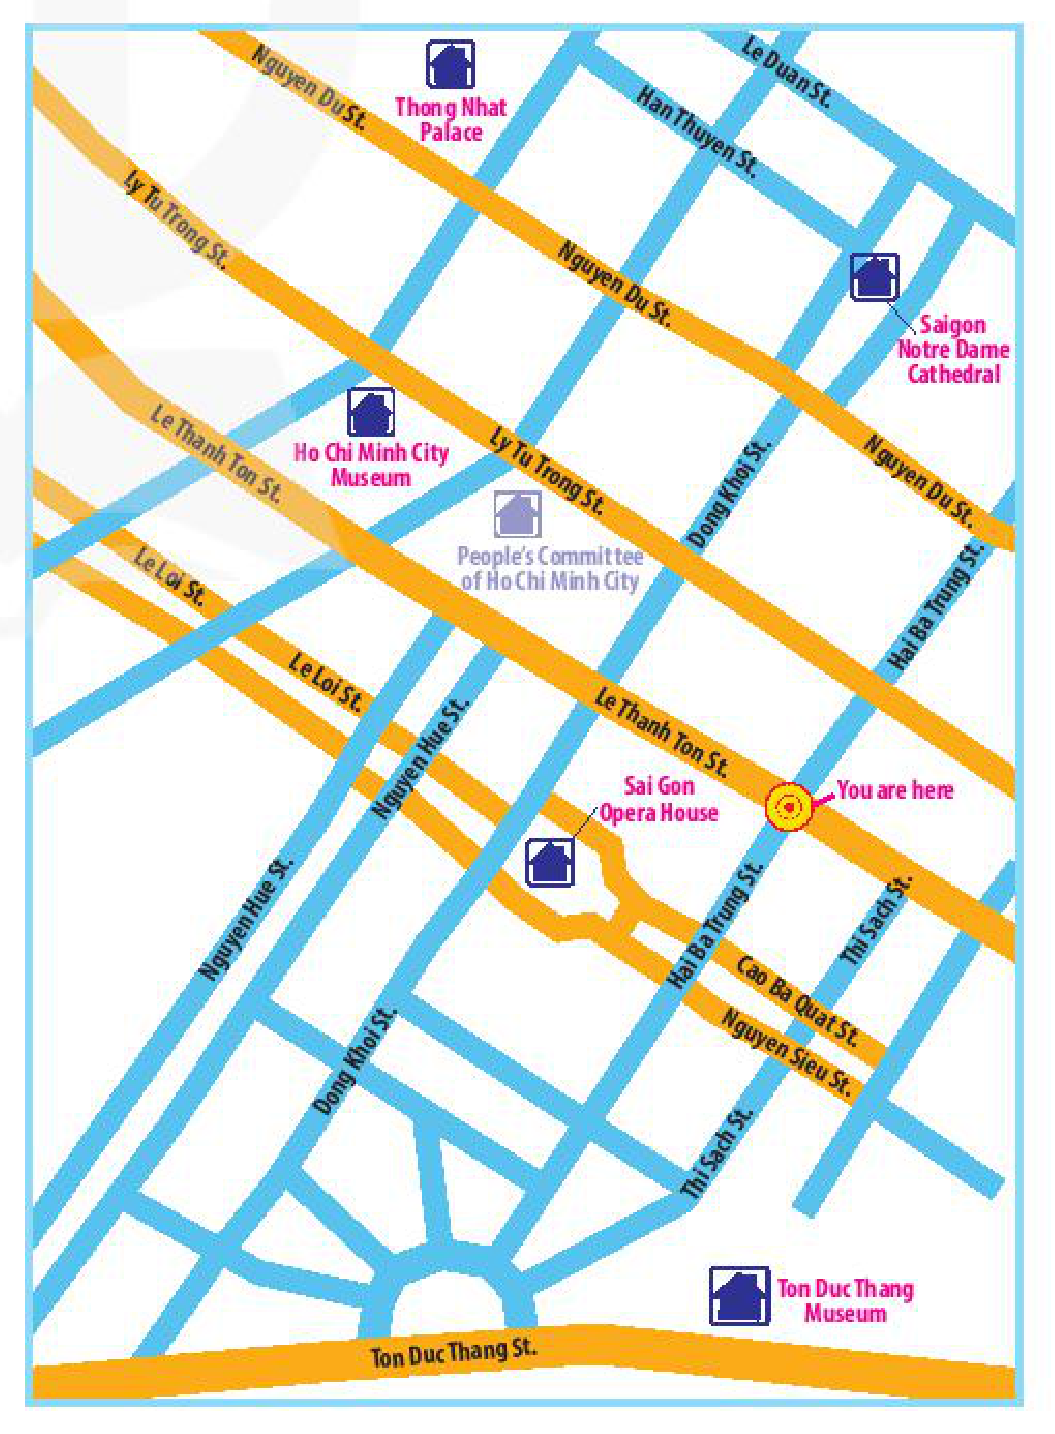 Le Duan St.
Nguyen Du St.
Thong Nhat
Palace
Han Thuyen St.
Ly Tu Trong St.
Nguyen Du St.
Saigon
Notre Dame
Cathedral
Le Thanh Ton St.
Ho Chi Minh City
Museum
Ly Tu Trong St.
Dong Khoi St.
Nguyen Du St.
People's Committee
of Ho Chi Minh City
Hai Ba Trung St.
Le Loi St.
Le Loi St.
Nguyen Hue St.
Le Thanh Ton St.
Sai Gon
Opera House
You are here
Nguyen Hue St.
Hai Ba Trung St.
Thi Sach St.
Cao Ba Quat St.
Nguyen Sieu St.
Dong Khoi St.
Thi Sach St.
Ton Duc Thang
Museum
Ton Duc Thang St.